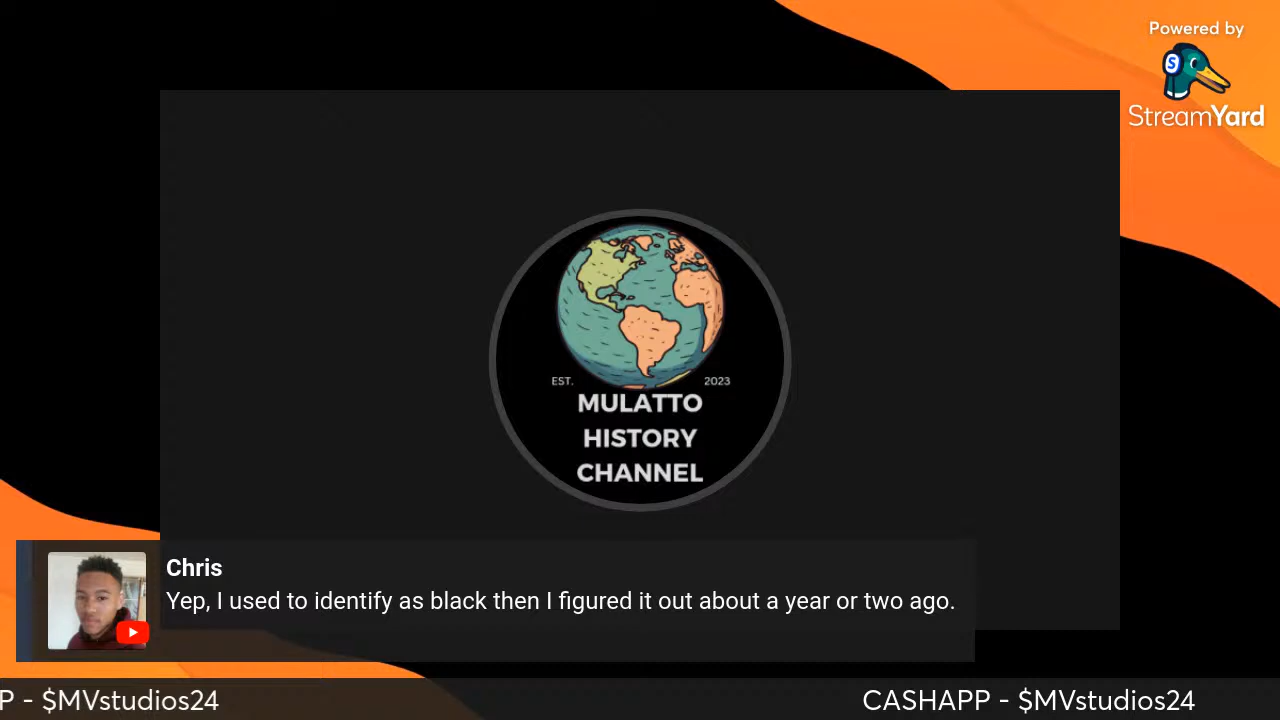 Powered by
StreamYard
EST. 2023
MULATTO
HISTORY
CHANNEL
Chris
Yep, I used to identify as black then I figured it out about a year or two ago.
P - $MVstudios24 CASHAPP - $MVstudios24